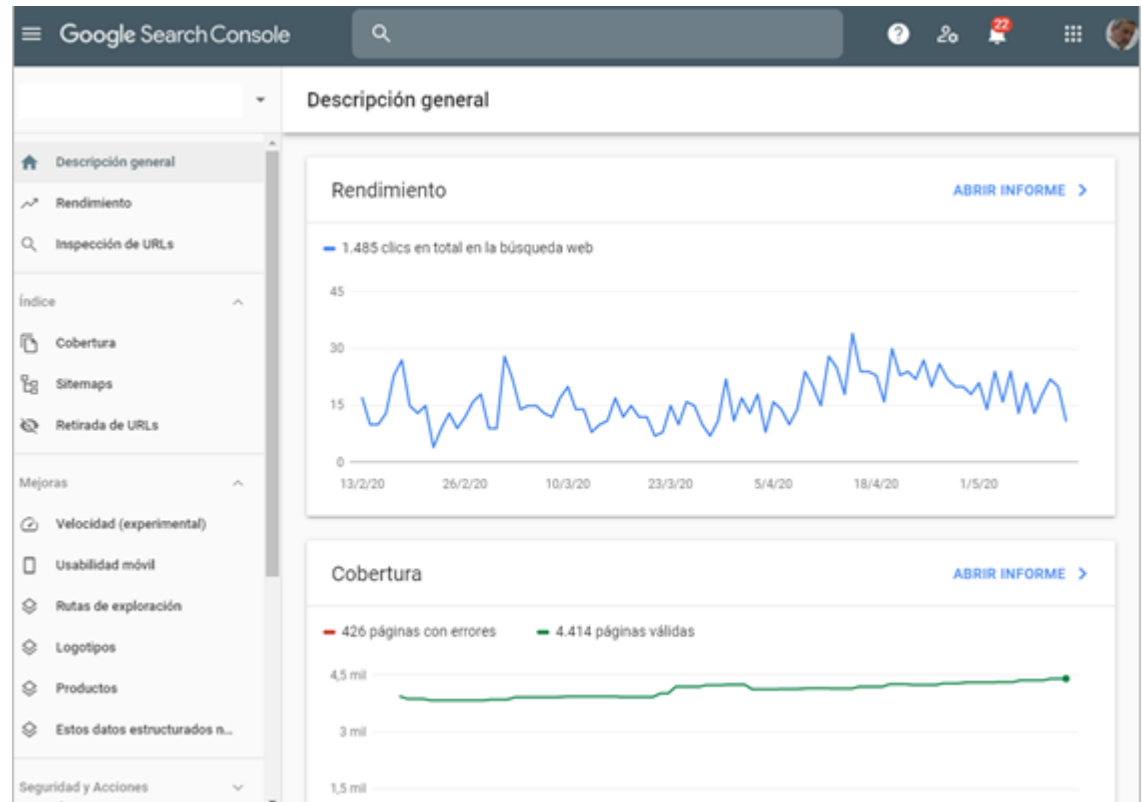 Google Search Console
22
Descripción general
Descripción general
Rendimiento
Inspección de URLs
Índice
Cobertura
Sitemaps
Retirada de URLs
Mejoras
Velocidad (experimental)
Usabilidad móvil
Rutas de exploración
Logotipos
Productos
Estos datos estructurados n...
Seguridad y Acciones
Rendimiento
ABRIR INFORME
1.485 clics en total en la búsqueda web
45
30
15
0
13/2/20 26/2/20 10/3/20 23/3/20 5/4/20 18/4/20 1/5/20
Cobertura
ABRIR INFORME
426 páginas con errores 4.414 páginas válidas
4,5 mil
3 mil
1,5 mil